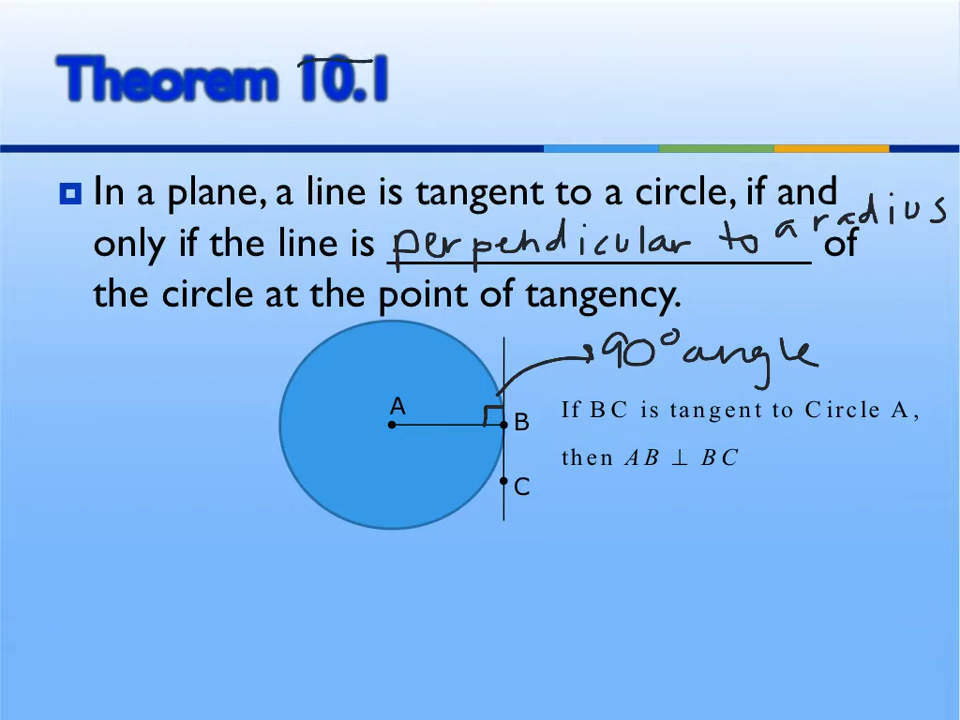 Theorem 10.1
In a plane, a line is tangent to a circle, if and
only if the line is perpendicular to a radius of
the circle at the point of tangency.
90° angle
A
B
If BC is tangent to Circle A,
then AB ⊥ BC
C